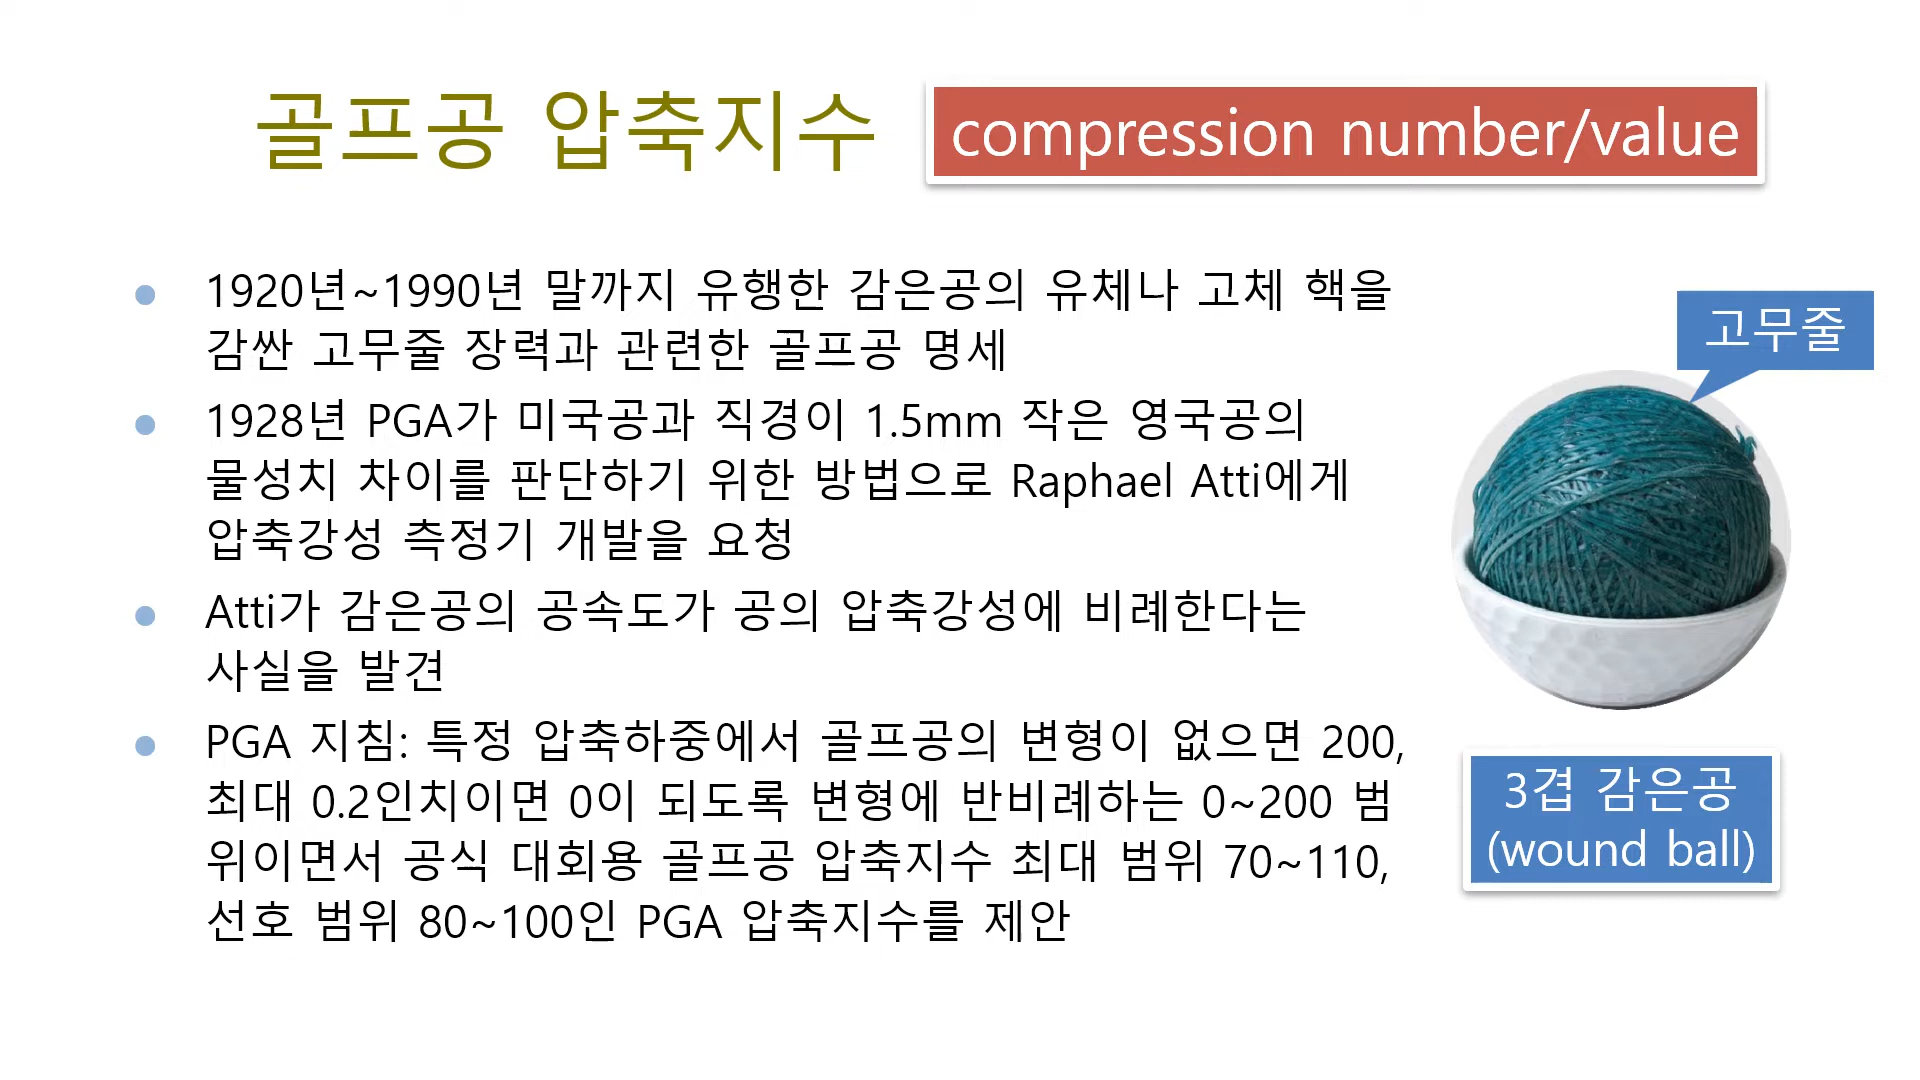 골프공 압축지수
compression number/value
1920년~1990년 말까지 유행한 감은공의 유체나 고체 핵을
감싼 고무줄 장력과 관련한 골프공 명세
1928년 PGA가 미국공과 직경이 1.5mm 작은 영국공의
물성치 차이를 판단하기 위한 방법으로 Raphael Atti에게
압축강성 측정기 개발을 요청
Atti가 감은공의 공속도가 공의 압축강성에 비례한다는
사실을 발견
PGA 지침: 특정 압축하중에서 골프공의 변형이 없으면 200,
최대 0.2인치이면 0이 되도록 변형에 반비례하는 0~200 범
위이면서 공식 대회용 골프공 압축지수 최대 범위 70~110,
선호 범위 80~100인 PGA 압축지수를 제안
고무줄
3겹 감은공
(wound ball)